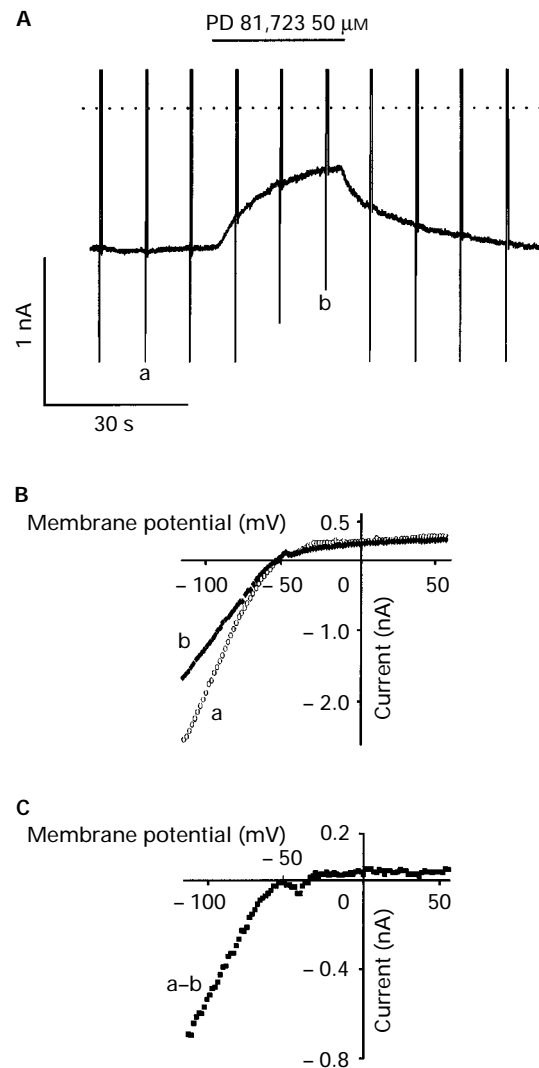 A
PD 81,723 50 μM
b
a
1 nA
30 s
B
Membrane potential (mV)
0.5
– 100
– 50
0
50
b
a
– 1.0
– 2.0
Current (nA)
C
Membrane potential (mV)
0.2
– 50
– 100
0
50
a–b
– 0.4
– 0.8
Current (nA)